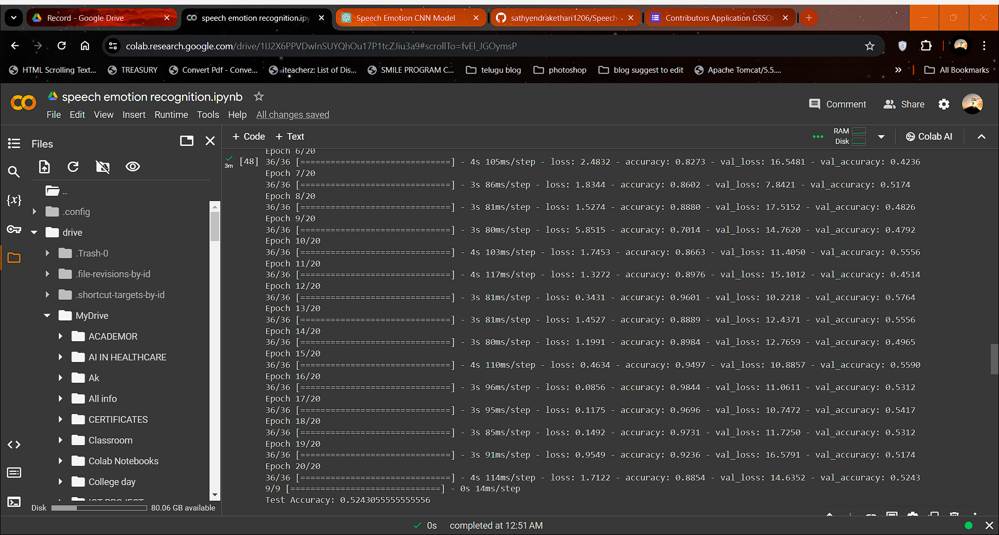 Record - Google Drive
speech emotion recognition.ipy
Speech Emotion CNN Model
sathyendrakethari1206/Speech-
Contributors Application GSSO
colab.research.google.com/drive/1IJ2X6PPVDwInSUYQhOu17P1tcZJiu3a9#scrollTo=fvEl_JGOymsP
HTML Scrolling Text...
TREASURY
Convert Pdf - Conve...
iteacherz: List of Dis...
SMILE PROGRAM C...
telugu blog
photoshop
blog suggest to edit
Apache Tomcat/5.5....
»
All Bookmarks
CO
speech emotion recognition.ipynb
File Edit View Insert Runtime Tools Help All changes saved
Comment
Share
Files
+ Code + Text
RAM
Disk
Colab AI
{x}
..
.config
drive
.Trash-0
.file-revisions-by-id
.shortcut-targets-by-id
MyDrive
ACADEMOR
AI IN HEALTHCARE
Ak
All info
CERTIFICATES
Classroom
Colab Notebooks
College day
IOT PROJECT
Disk 80.06 GB available
3m
[48]
Epoch 6/20
36/36 [==============================] - 4s 105ms/step - loss: 2.4832 - accuracy: 0.8273 - val_loss: 16.5481 - val_accuracy: 0.4236
Epoch 7/20
36/36 [==============================] - 3s 86ms/step - loss: 1.8344 - accuracy: 0.8602 - val_loss: 7.8421 - val_accuracy: 0.5174
Epoch 8/20
36/36 [==============================] - 3s 81ms/step - loss: 1.5274 - accuracy: 0.8880 - val_loss: 17.5152 - val_accuracy: 0.4826
Epoch 9/20
36/36 [==============================] - 3s 80ms/step - loss: 5.8515 - accuracy: 0.7014 - val_loss: 14.7620 - val_accuracy: 0.4792
Epoch 10/20
36/36 [==============================] - 4s 103ms/step - loss: 1.7453 - accuracy: 0.8663 - val_loss: 11.4050 - val_accuracy: 0.5556
Epoch 11/20
36/36 [==============================] - 4s 117ms/step - loss: 1.3272 - accuracy: 0.8976 - val_loss: 15.1012 - val_accuracy: 0.4514
Epoch 12/20
36/36 [==============================] - 3s 81ms/step - loss: 0.3431 - accuracy: 0.9601 - val_loss: 10.2218 - val_accuracy: 0.5764
Epoch 13/20
36/36 [==============================] - 3s 81ms/step - loss: 1.4527 - accuracy: 0.8889 - val_loss: 12.4371 - val_accuracy: 0.5556
Epoch 14/20
36/36 [==============================] - 3s 80ms/step - loss: 1.1991 - accuracy: 0.8984 - val_loss: 12.7659 - val_accuracy: 0.4965
Epoch 15/20
36/36 [==============================] - 4s 110ms/step - loss: 0.4634 - accuracy: 0.9497 - val_loss: 10.8857 - val_accuracy: 0.5590
Epoch 16/20
36/36 [==============================] - 3s 96ms/step - loss: 0.0856 - accuracy: 0.9844 - val_loss: 11.0611 - val_accuracy: 0.5312
Epoch 17/20
36/36 [==============================] - 3s 95ms/step - loss: 0.1175 - accuracy: 0.9696 - val_loss: 10.7472 - val_accuracy: 0.5417
Epoch 18/20
36/36 [==============================] - 3s 85ms/step - loss: 0.1492 - accuracy: 0.9731 - val_loss: 11.7250 - val_accuracy: 0.5312
Epoch 19/20
36/36 [==============================] - 3s 91ms/step - loss: 0.9549 - accuracy: 0.9236 - val_loss: 16.5791 - val_accuracy: 0.5174
Epoch 20/20
36/36 [==============================] - 4s 114ms/step - loss: 1.7122 - accuracy: 0.8854 - val_loss: 14.6352 - val_accuracy: 0.5243
9/9 [==============================] - 0s 14ms/step
Test Accuracy: 0.5243055555555556
0s completed at 12:51 AM